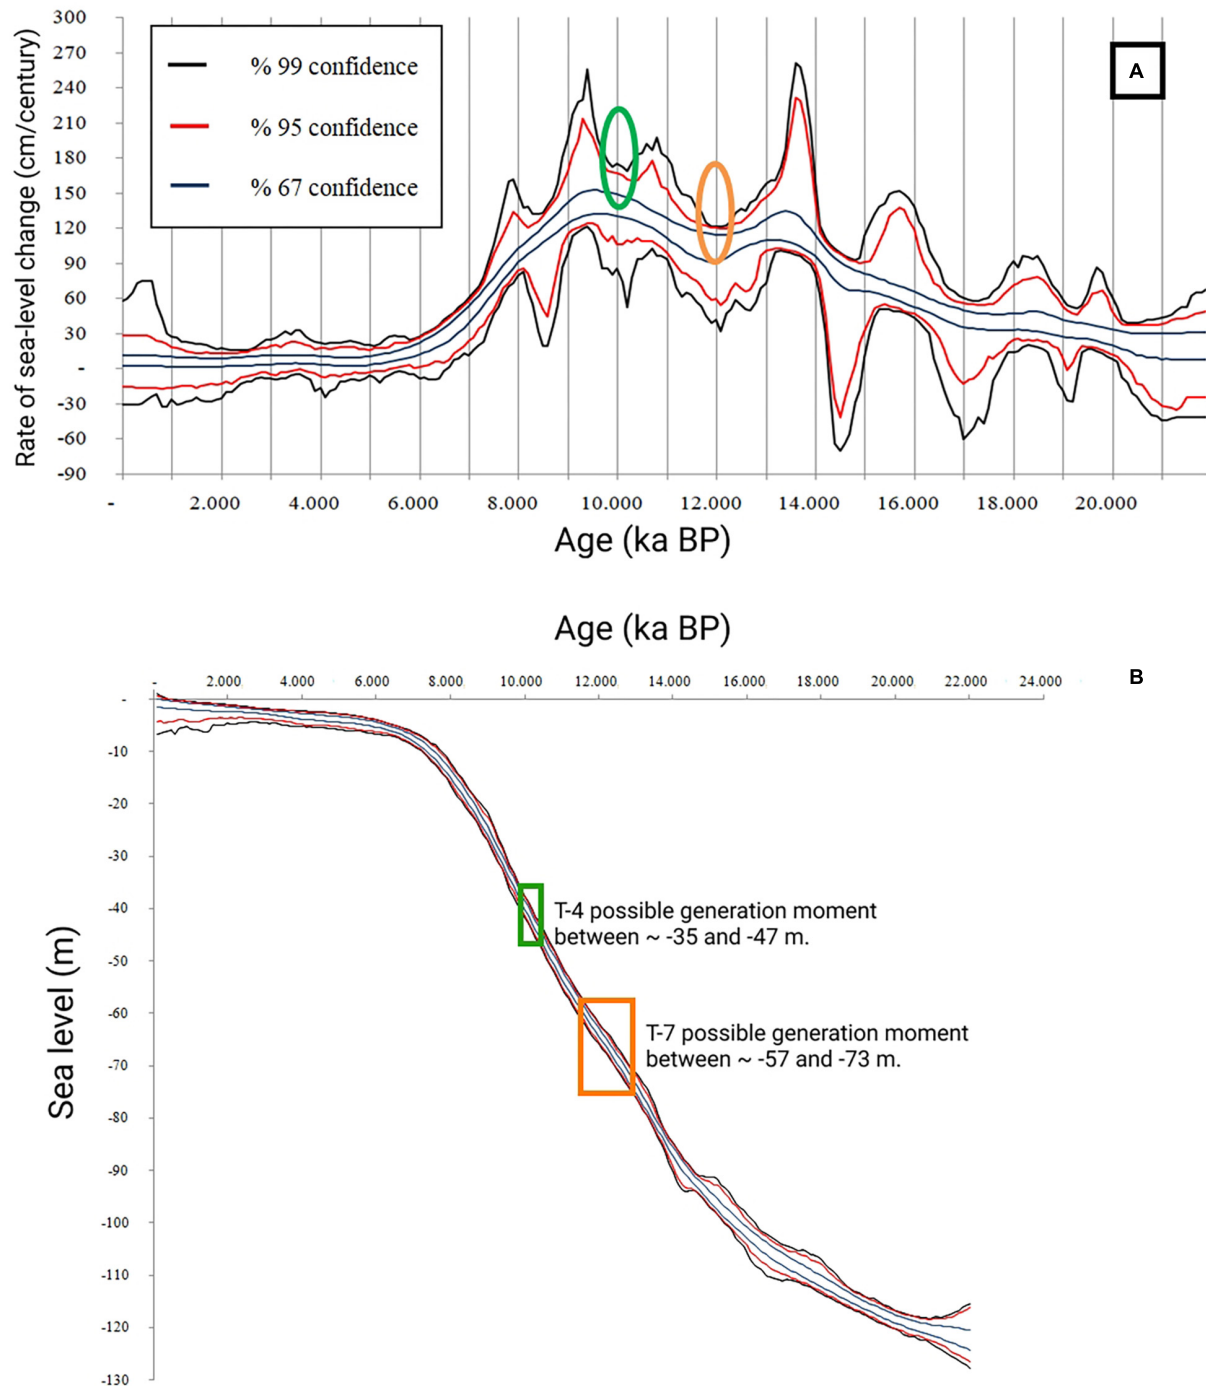 300
270
240
210
180
150
120
90
60
30
-
-30
-60
-90
Rate of sea-level change (cm/century)
% 99 confidence
% 95 confidence
% 67 confidence
A
- 2.000 4.000 6.000 8.000 10.000 12.000 14.000 16.000 18.000 20.000
Age (ka BP)
Age (ka BP)
B
- 2.000 4.000 6.000 8.000 10.000 12.000 14.000 16.000 18.000 20.000 22.000 24.000
-
-10
-20
-30
-40
-50
-60
-70
-80
-90
-100
-110
-120
-130
Sea level (m)
T-4 possible generation moment
between ~ -35 and -47 m.
T-7 possible generation moment
between ~ -57 and -73 m.